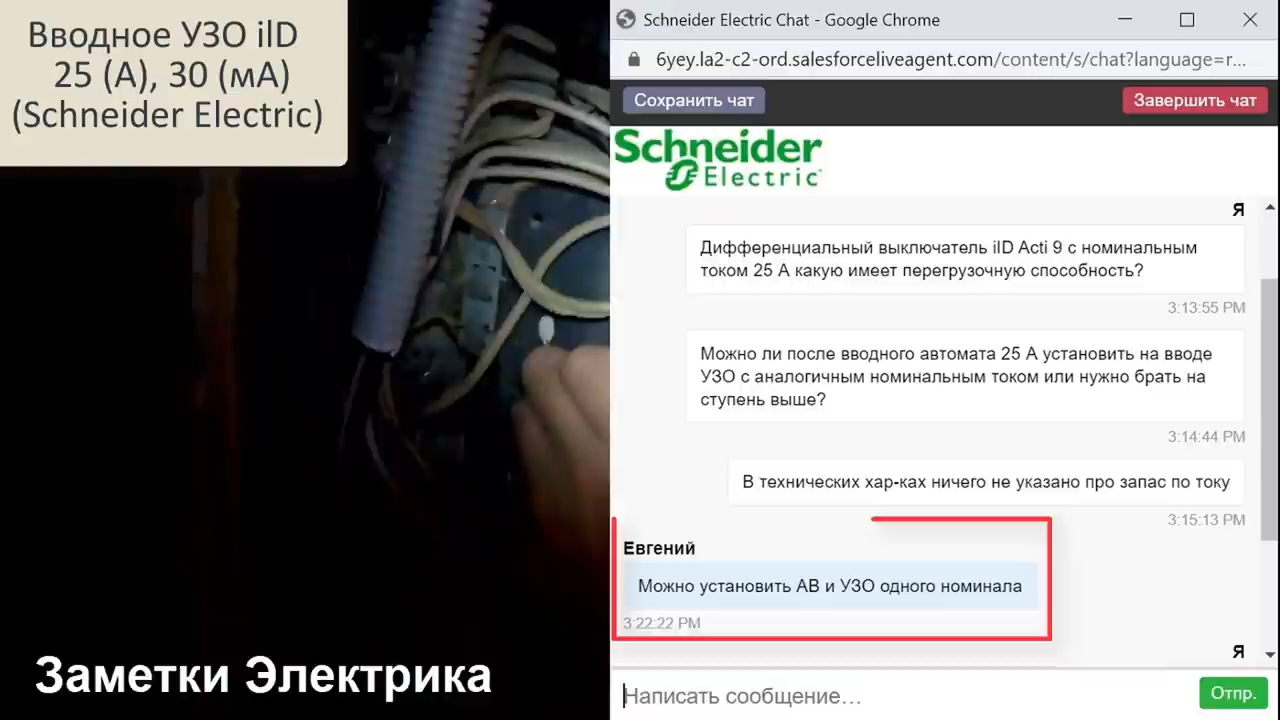 Вводное УЗО iID
25 (А), 30 (мА)
(Schneider Electric)
Заметки Электрика
Schneider Electric Chat - Google Chrome
6yey.la2-c2-ord.salesforceliveagent.com/content/s/chat?language=r...
Сохранить чат
Завершить чат
Schneider
Electric
Я
Дифференциальный выключатель iID Acti 9 с номинальным
током 25 А какую имеет перегрузочную способность?
3:13:55 PM
Можно ли после вводного автомата 25 А установить на вводе
УЗО с аналогичным номинальным током или нужно брать на
ступень выше?
3:14:44 PM
В технических хар-ках ничего не указано про запас по току
3:15:13 PM
Евгений
Можно установить АВ и УЗО одного номинала
3:22:22 PM
Я
Написать сообщение...
Отпр.